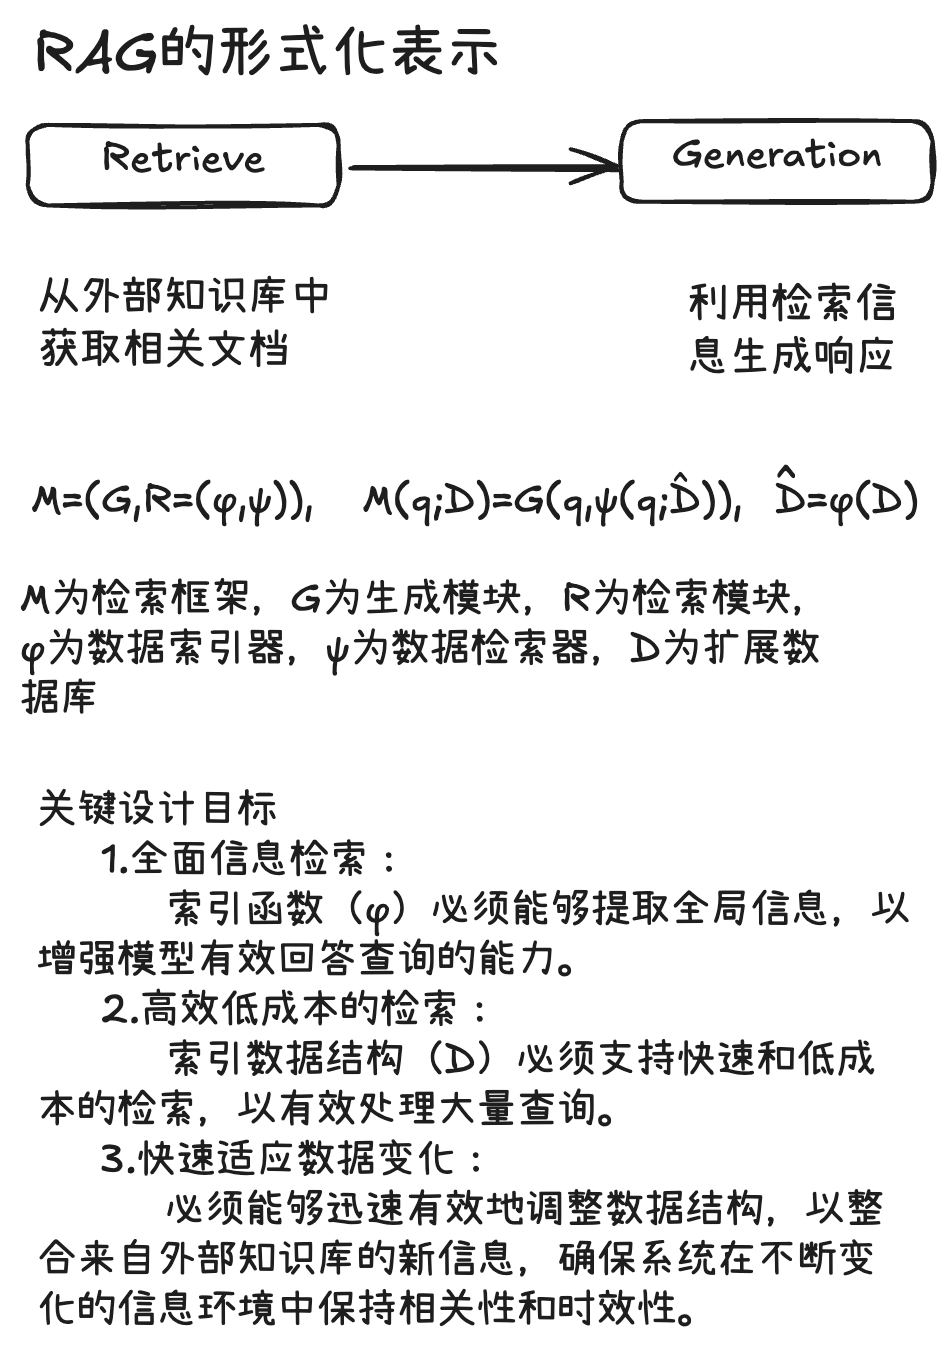 RAG的形式化表示
Retrieve
Generation
从外部知识库中
获取相关文档
利用检索信
息生成响应
M=(G,R=(φ,ψ)), M(q;D)=G(q,ψ(q;D̂)), D̂=φ(D)
M为检索框架，G为生成模块，R为检索模块，
φ为数据索引器，ψ为数据检索器，D为扩展数
据库
关键设计目标
1.全面信息检索：
索引函数（φ）必须能够提取全局信息，以
增强模型有效回答查询的能力。
2.高效低成本的检索：
索引数据结构（D）必须支持快速和低成
本的检索，以有效处理大量查询。
3.快速适应数据变化：
必须能够迅速有效地调整数据结构，以整
合来自外部知识库的新信息，确保系统在不断变
化的信息环境中保持相关性和时效性。